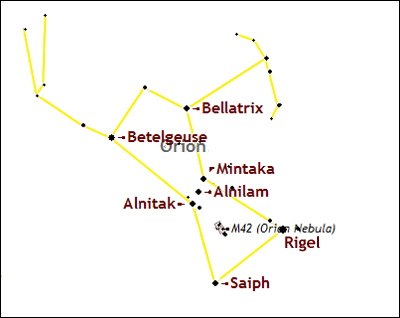 Bellatrix
Betelgeuse
Orion
Mintaka
Alnilam
Alnitak
M42 (Orion Nebula)
Rigel
Saiph